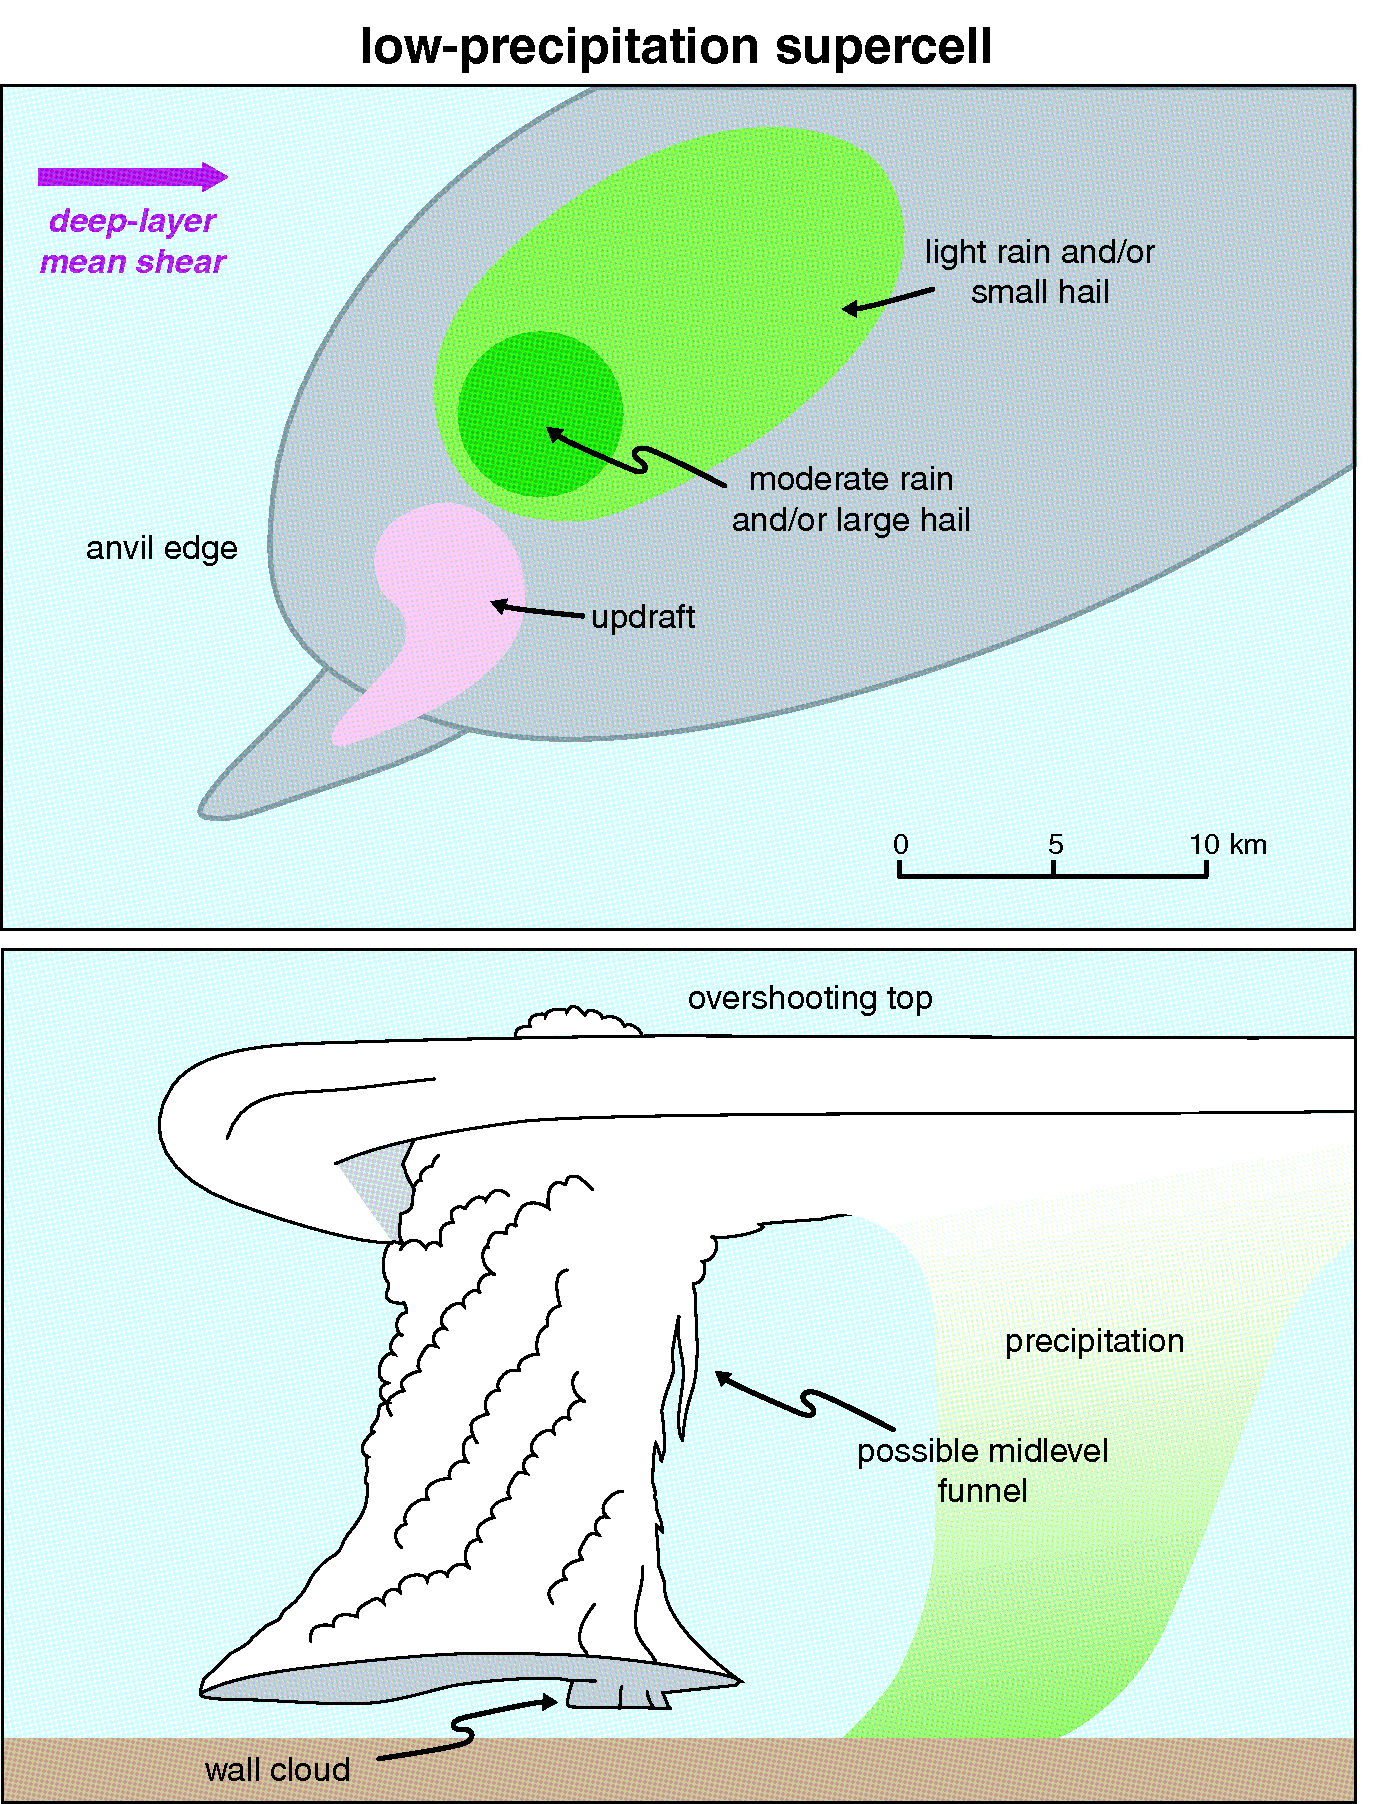 low-precipitation supercell
deep-layer
mean shear
light rain and/or
small hail
moderate rain
and/or large hail
anvil edge
updraft
0 5 10 km
overshooting top
precipitation
possible midlevel
funnel
wall cloud